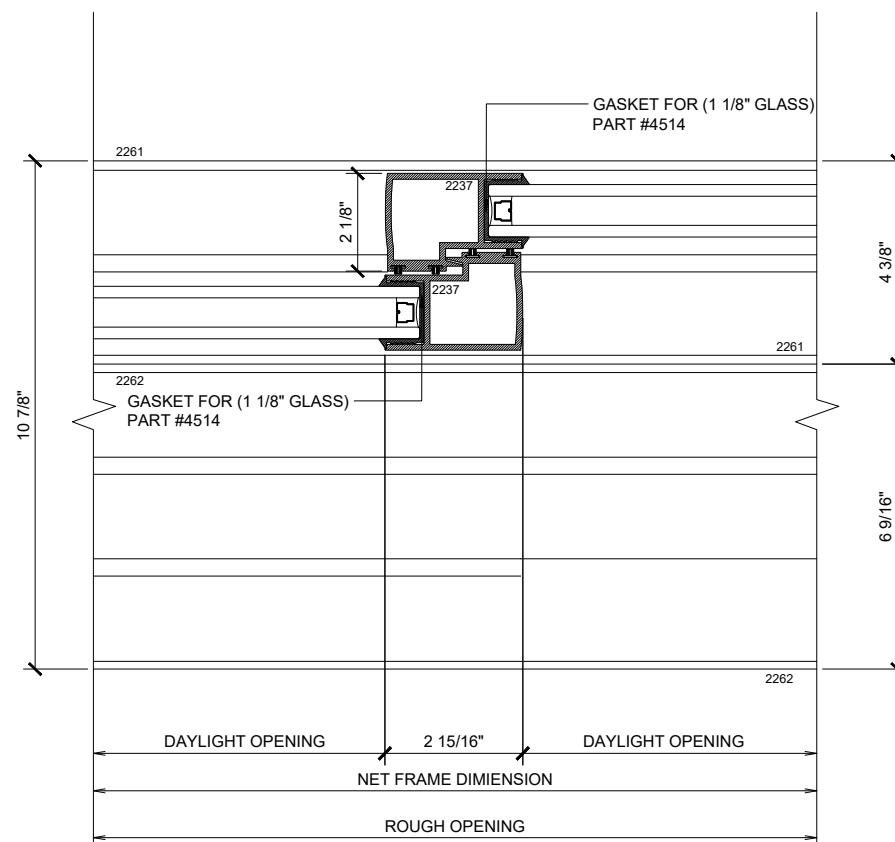 GASKET FOR (1 1/8" GLASS)
PART #4514
2261
2237
2 1/8"
4 3/8"
2237
2261
2262
GASKET FOR (1 1/8" GLASS)
PART #4514
10 7/8"
6 9/16"
2262
DAYLIGHT OPENING
2 15/16"
DAYLIGHT OPENING
NET FRAME DIMIENSION
ROUGH OPENING